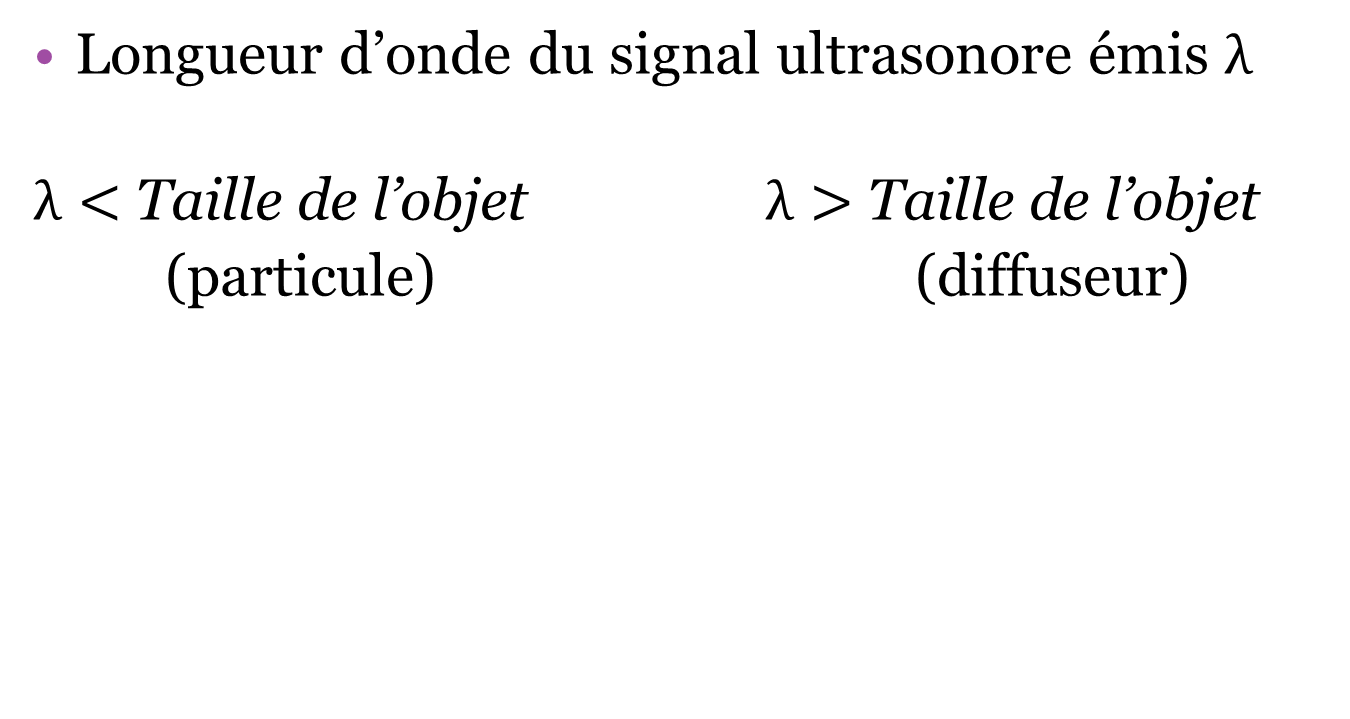 • Longueur d’onde du signal ultrasonore émis λ
λ < Taille de l’objet
(particule)
λ > Taille de l’objet
(diffuseur)